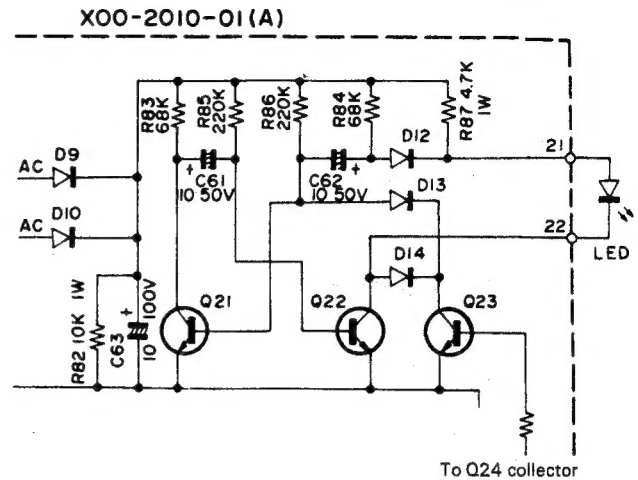 X00-2010-01(A)
R83
68K
R85
220K
R86
220K
R84
68K
R87 4.7K
1W
D12
21
AC D9
+
C61
10 50V
+
C62
10 50V
D13
AC D10
22
D14
LED
R82 10K 1W
+
C63
10 100V
Q21
Q22
Q23
To Q24 collector